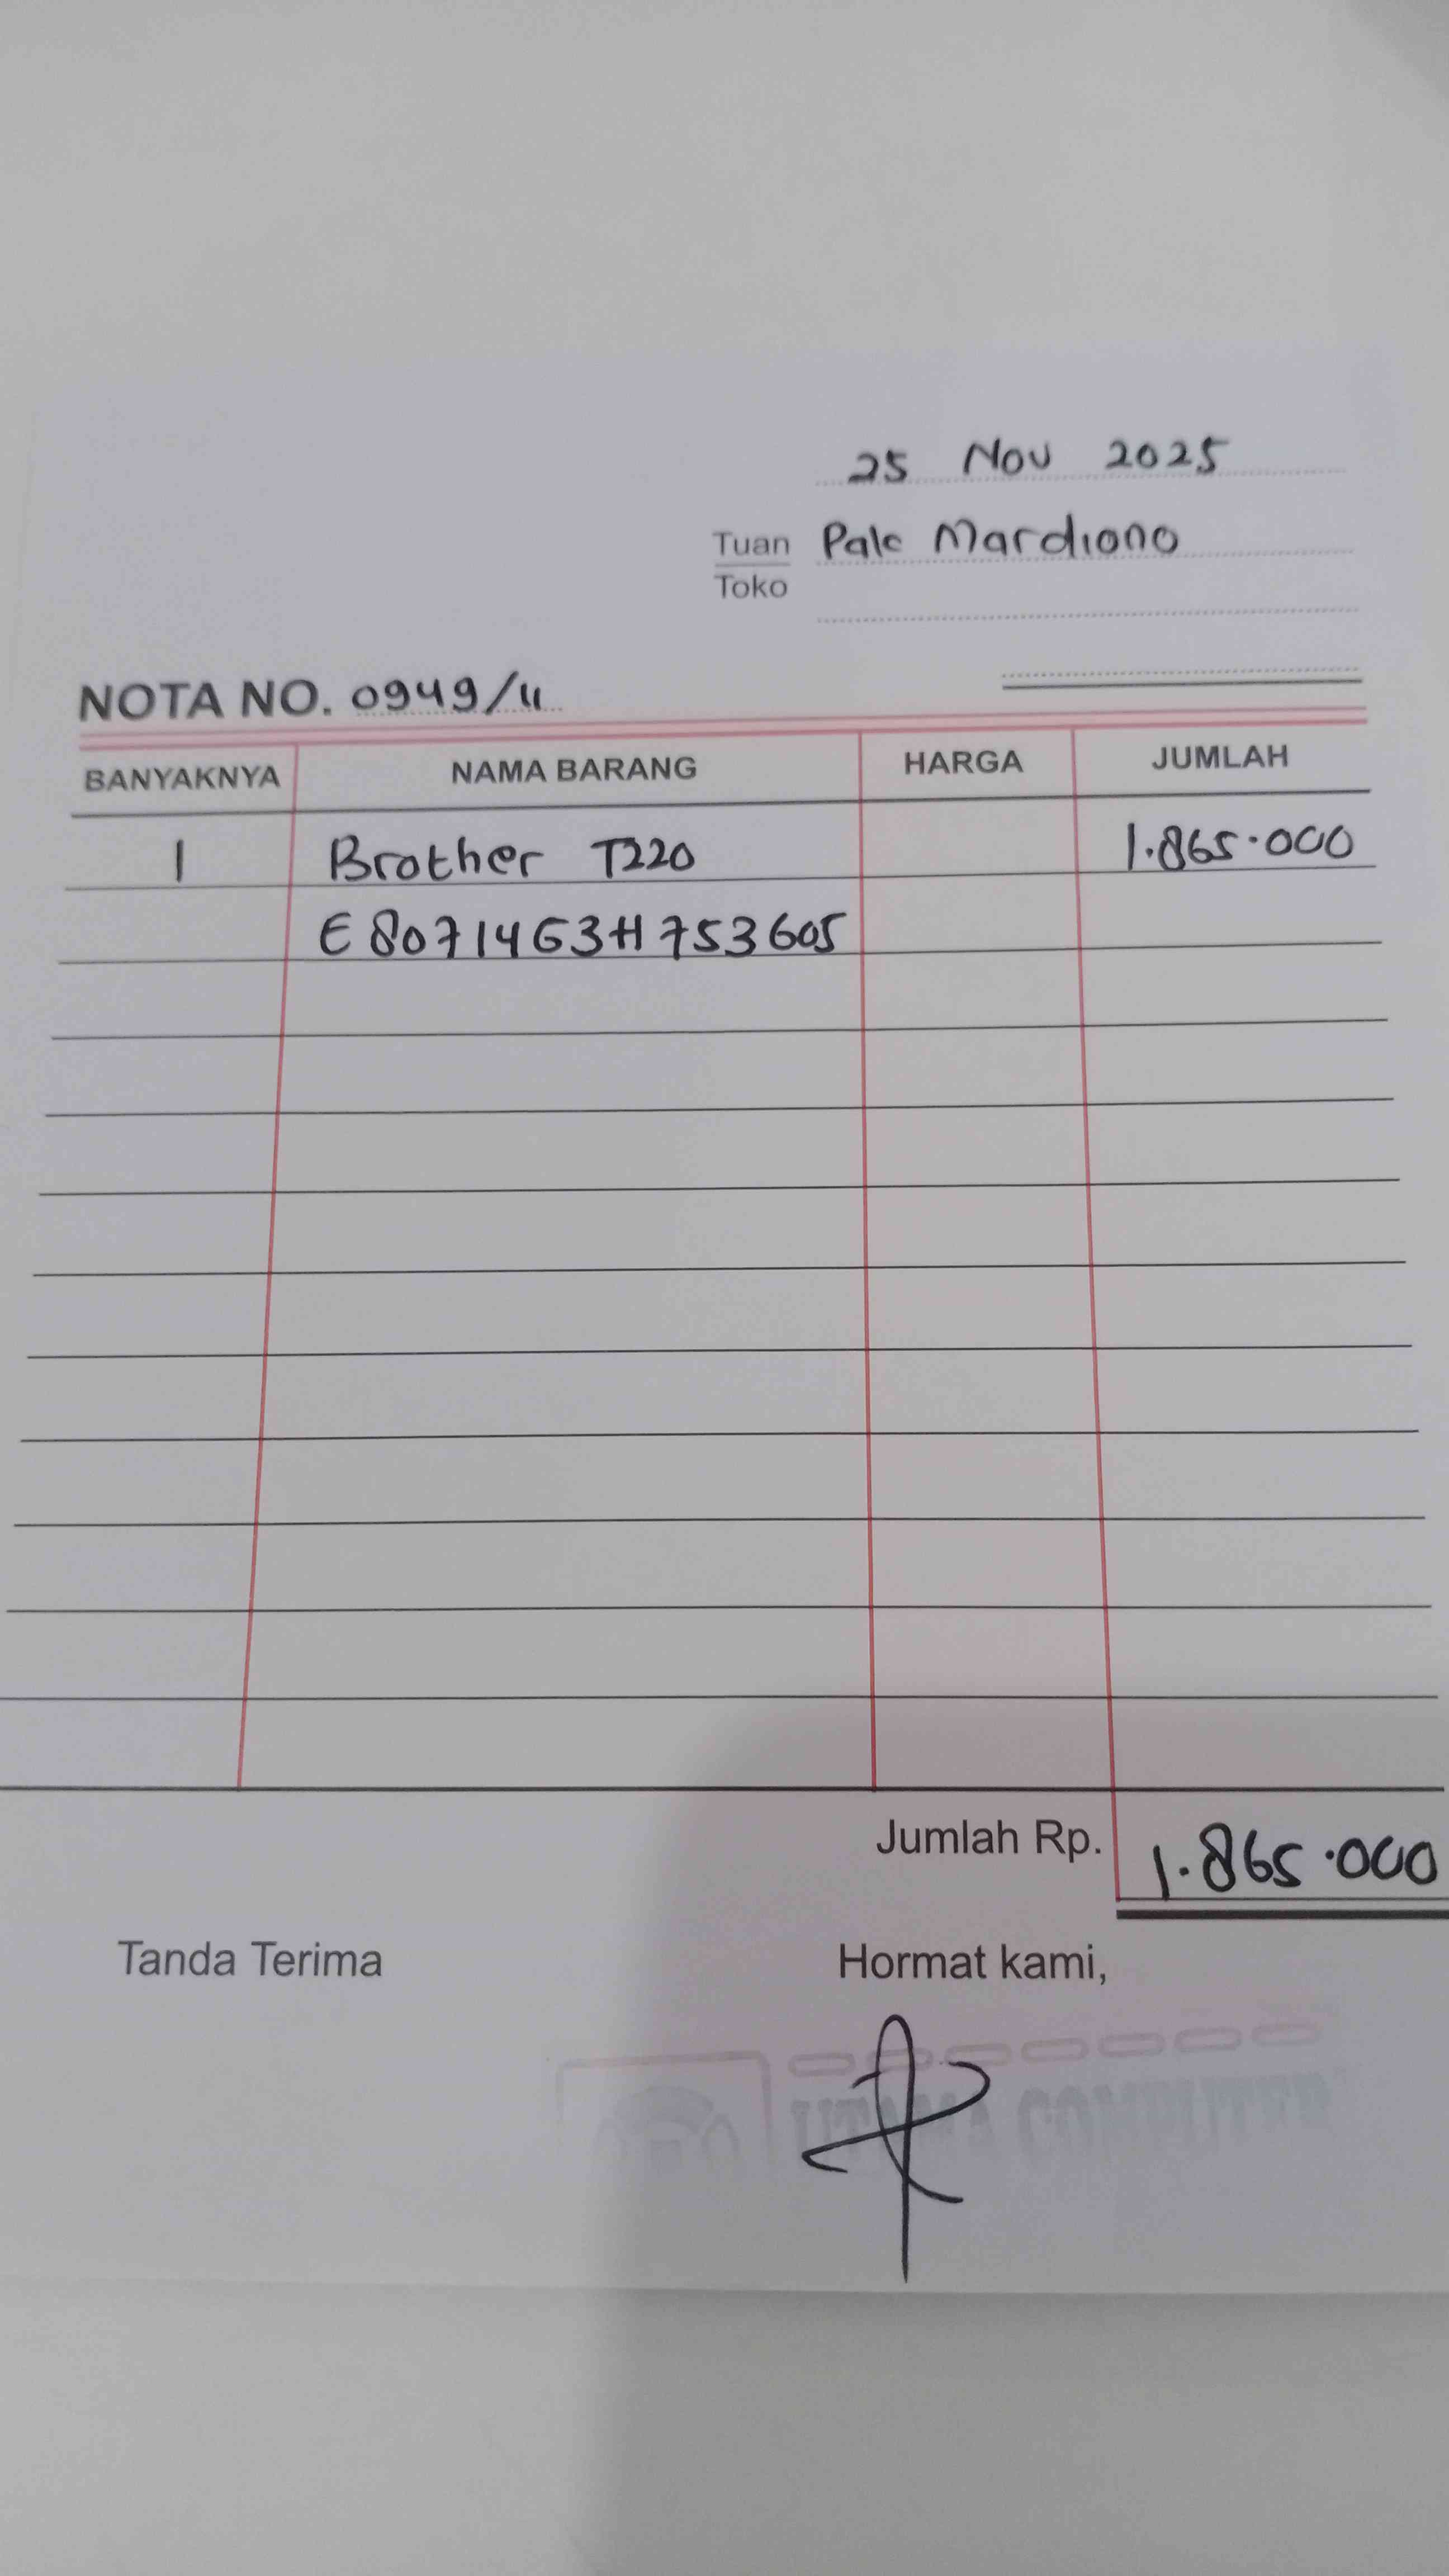 25 Nov 2025
Tuan Pak Mardiono
Toko
NOTA NO. 0949/11
BANYAKNYA NAMA BARANG HARGA JUMLAH
1 Brother T220 1.865.000
E80714G3H753605
Jumlah Rp. 1.865.000
Tanda Terima Hormat kami,